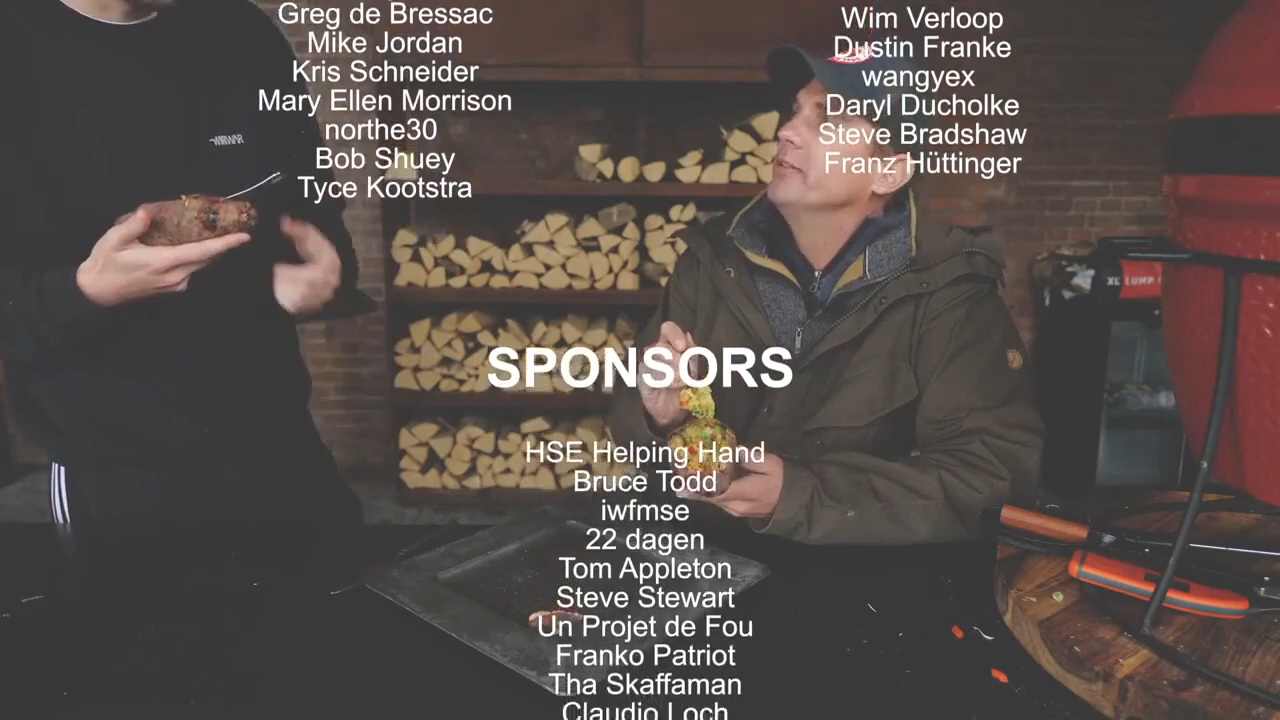 Greg de Bressac
Mike Jordan
Kris Schneider
Mary Ellen Morrison
northe30
Bob Shuey
Tyce Kootstra
Wim Verloop
Dustin Franke
wangyex
Daryl Ducholke
Steve Bradshaw
Franz Hüttinger
XL LUMP
SPONSORS
HSE Helping Hand
Bruce Todd
iwfmse
22 dagen
Tom Appleton
Steve Stewart
Un Projet de Fou
Franko Patriot
Tha Skaffaman
Claudio Loch